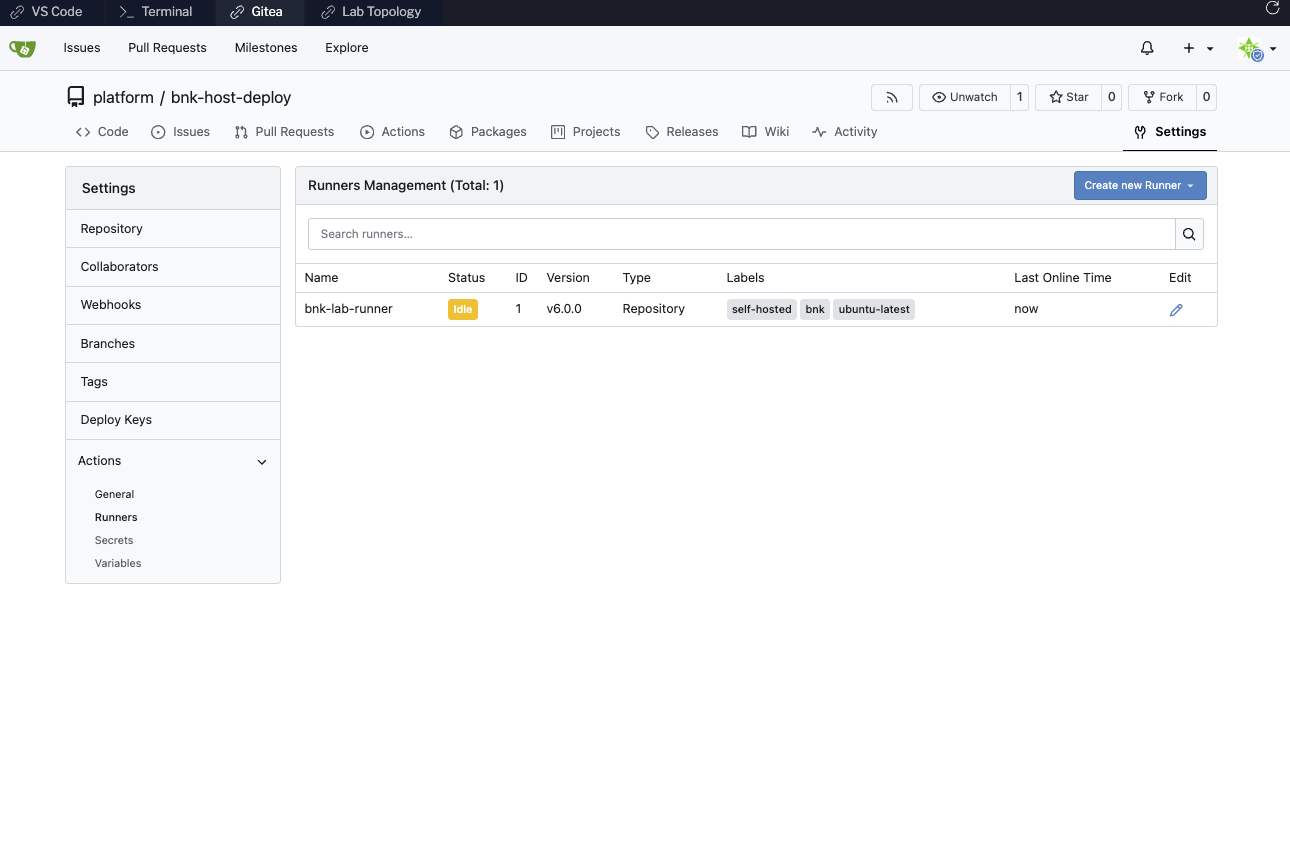 VS Code >_ Terminal Gitea Lab Topology
Issues Pull Requests Milestones Explore
platform / bnk-host-deploy Unwatch 1 Star 0 Fork 0
Code Issues Pull Requests Actions Packages Projects Releases Wiki Activity Settings
Settings
Repository
Collaborators
Webhooks
Branches
Tags
Deploy Keys
Actions
General
Runners
Secrets
Variables
Runners Management (Total: 1) Create new Runner
Search runners...
Name Status ID Version Type Labels Last Online Time Edit
bnk-lab-runner Idle 1 v6.0.0 Repository self-hosted bnk ubuntu-latest now